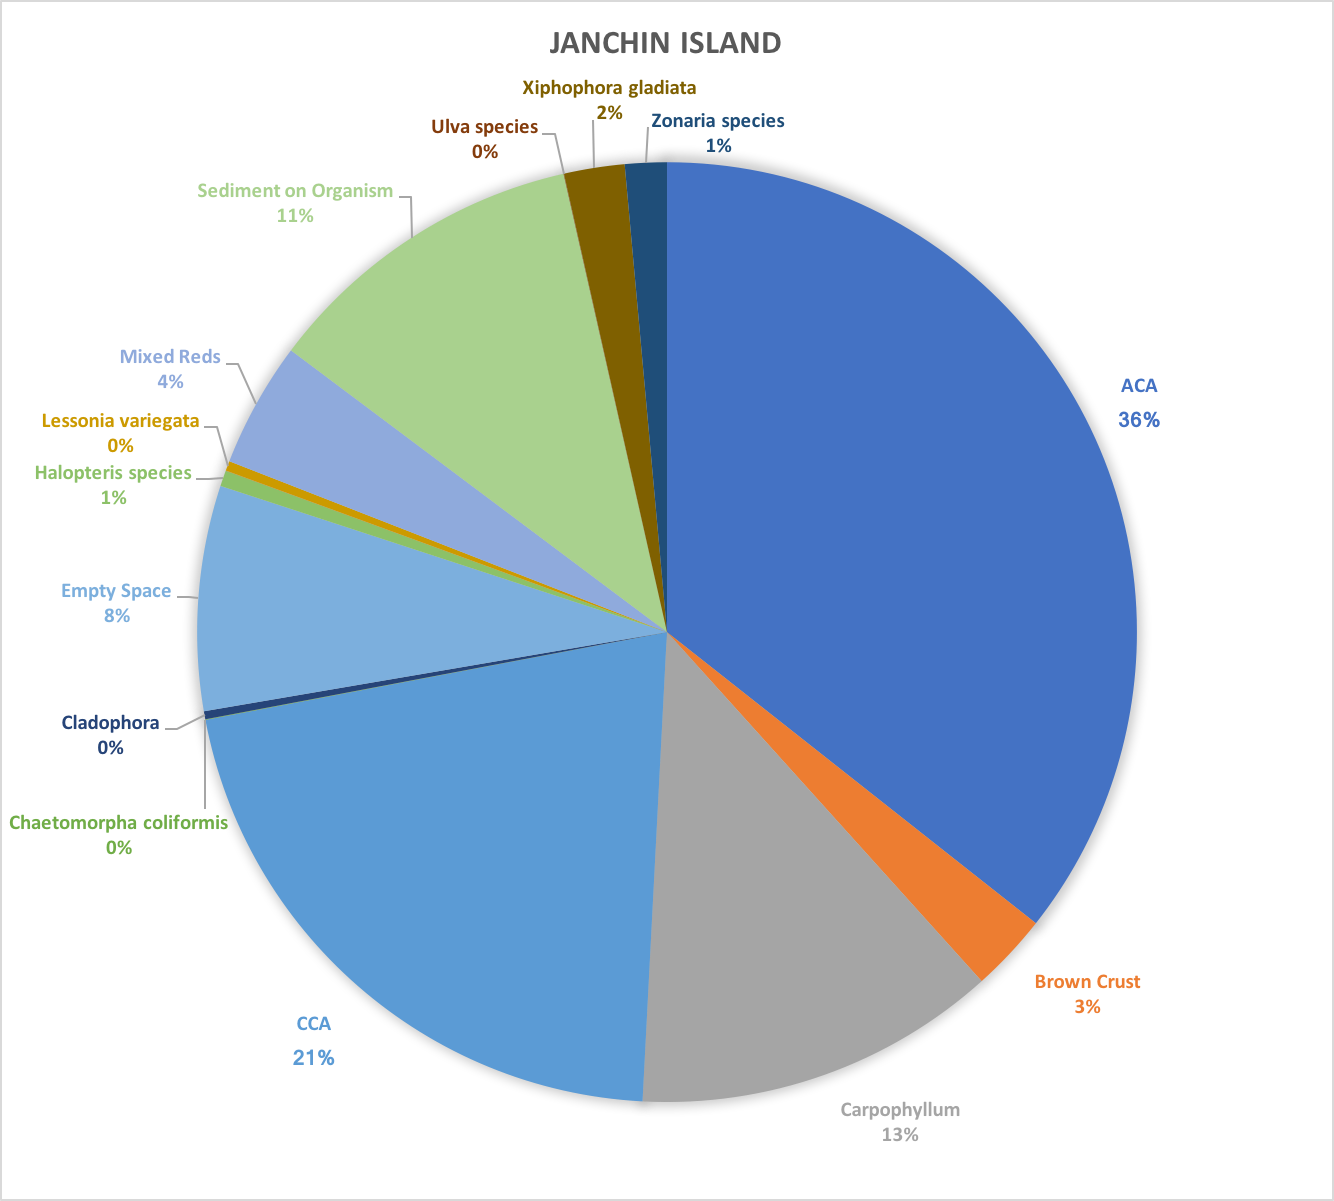 JANCHIN ISLAND
Xiphophora gladiata
2%
Zonaria species
1%
Ulva species
0%
Sediment on Organism
11%
Mixed Reds
4%
ACA
36%
Lessonia variegata
0%
Halopteris species
1%
Empty Space
8%
Cladophora
0%
Chaetomorpha coliformis
0%
Brown Crust
3%
CCA
21%
Carpophyllum
13%